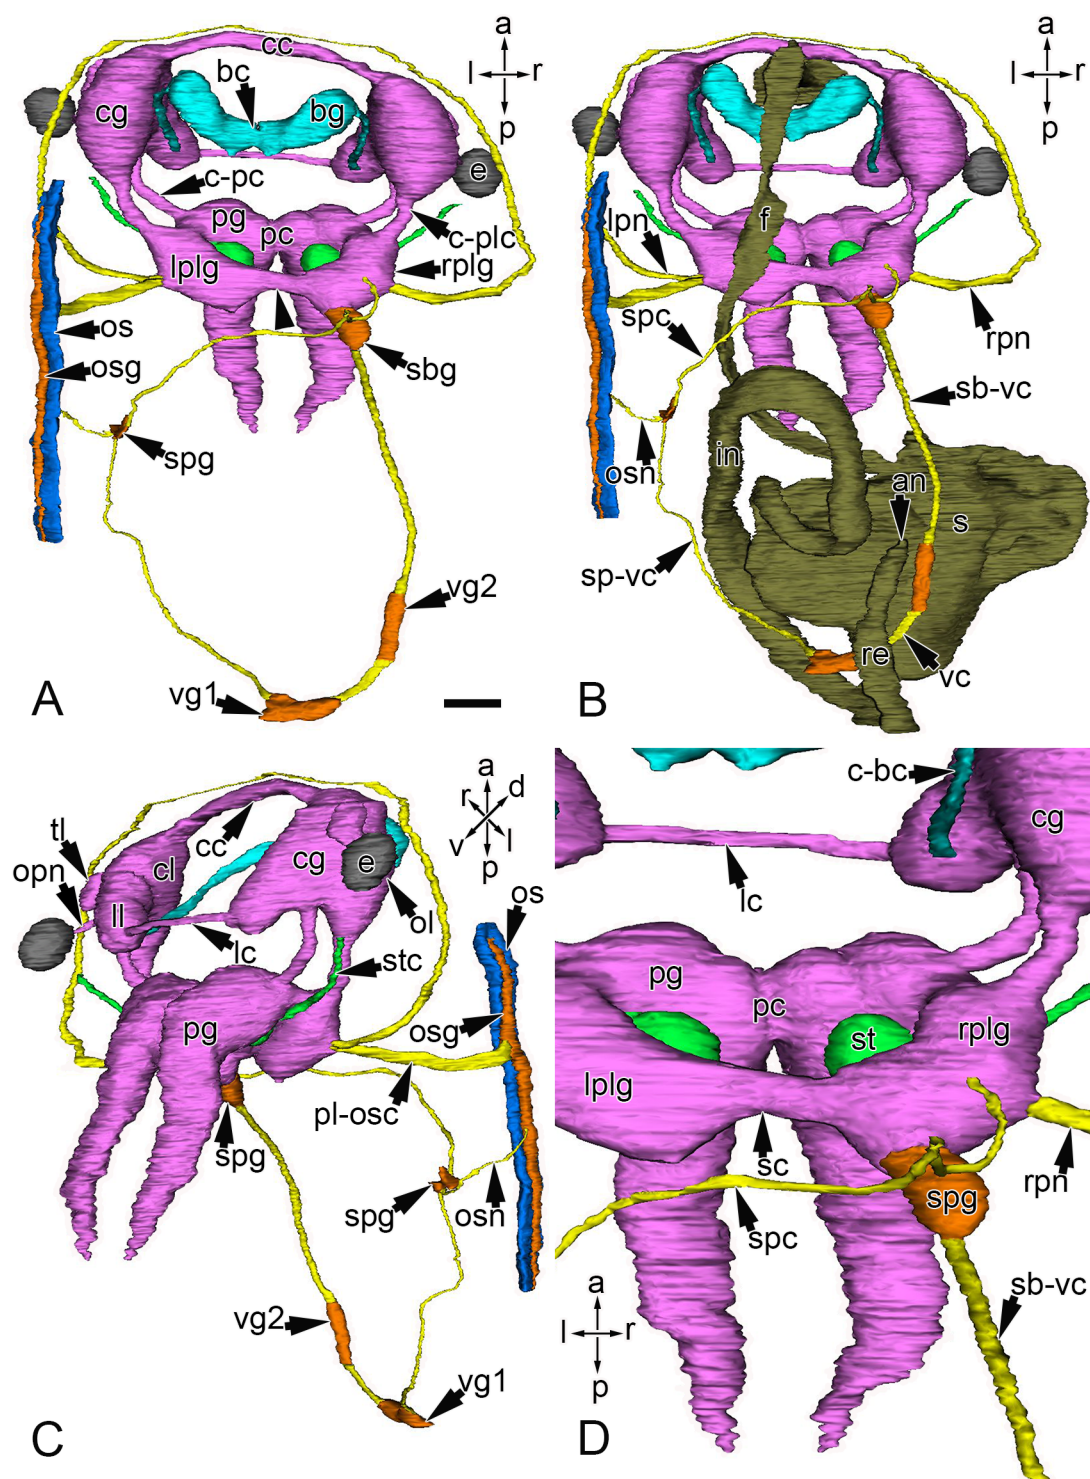 a
l r
p
cc
bc
cg
bg
e
c-pc
pg
pc
c-plc
lplg
rplg
os
osg
sbg
spg
vg2
vg1
A
a
l r
p
f
lpn
spc
rpn
sb-vc
in
osn
an
s
sp-vc
re
vc
B
a
r d
v l
p
tl
cc
cg
e
opn
cl
ll
ol
lc
os
stc
pg
osg
pl-osc
spg
spg
osn
vg2
vg1
C
c-bc
cg
lc
pg
pc
st
rplg
lplg
sc
rpn
spg
spc
a
l r
p
sb-vc
D